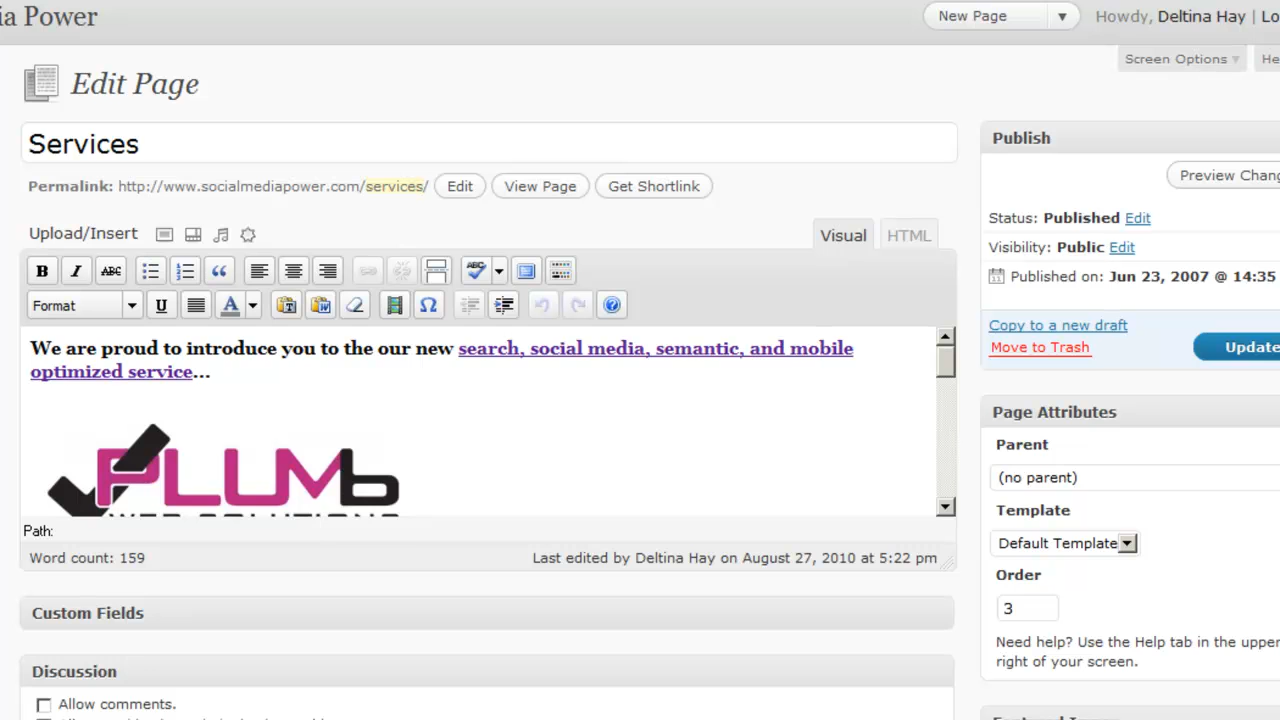 ia Power
New Page
Howdy, Deltina Hay | Lo
Screen Options
He
Edit Page
Services
Permalink: http://www.socialmediapower.com/services/ Edit View Page Get Shortlink
Upload/Insert
Visual HTML
B I ABC ABC
Format U A T W Ω
We are proud to introduce you to the our new search, social media, semantic, and mobile
optimized service...
PLUMb
WEB SOLUTIONS
Path:
Word count: 159
Last edited by Deltina Hay on August 27, 2010 at 5:22 pm
Custom Fields
Discussion
Allow comments.
Publish
Preview Chang
Status: Published Edit
Visibility: Public Edit
Published on: Jun 23, 2007 @ 14:35
Copy to a new draft
Move to Trash
Update
Page Attributes
Parent
(no parent)
Template
Default Template
Order
3
Need help? Use the Help tab in the upper
right of your screen.